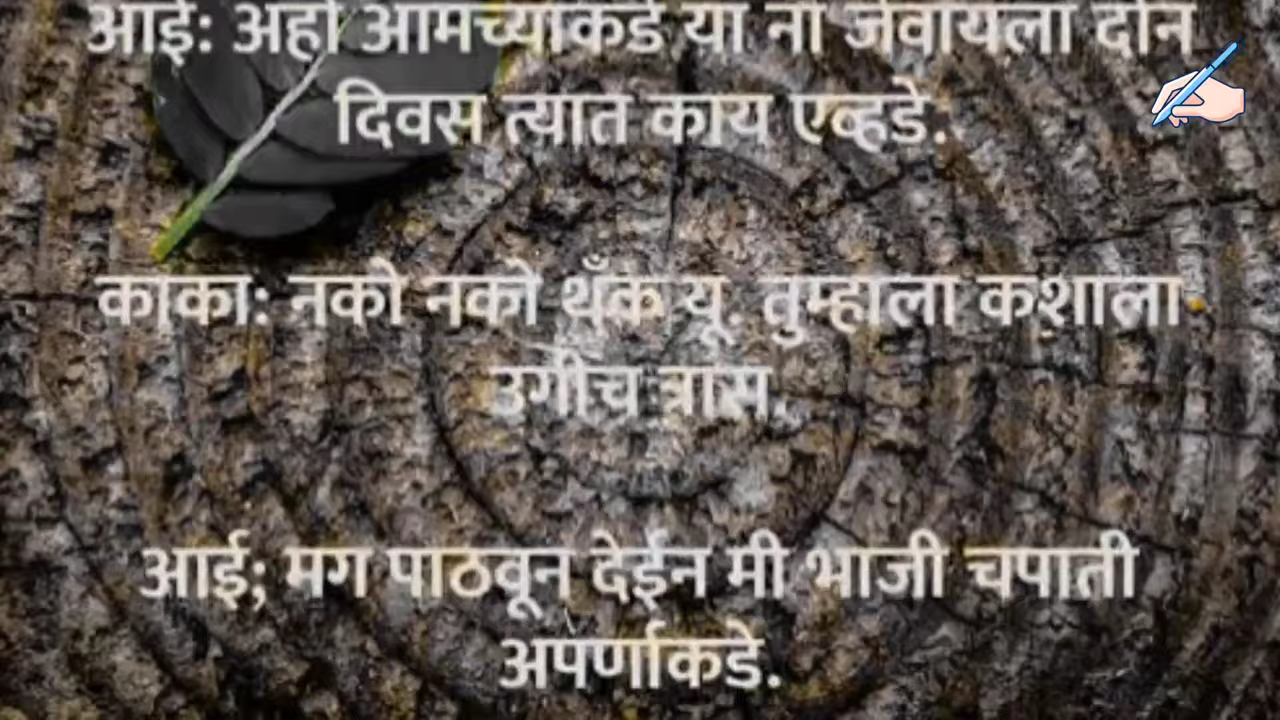 आई: अहो आमच्याकडे या ना जेवायला दोन
दिवस त्यात काय एव्हडे.
काका: नको नको थँक यू. तुम्हाला कशाला
उगीच त्रास.
आई; मग पाठवून देईन मी भाजी चपाती
अपर्णाकडे.